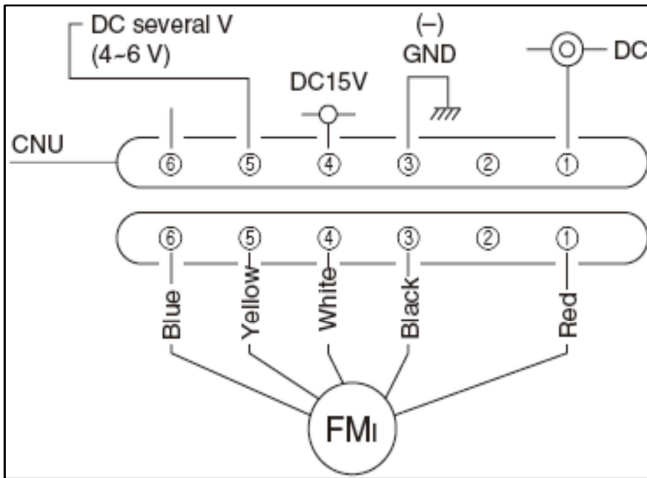 DC several V
(4~6 V)
(–)
GND
DC15V
DC
CNU
⑥ ⑤ ④ ③ ② ①
⑥ ⑤ ④ ③ ② ①
Blue
Yellow
White
Black
Red
FMI